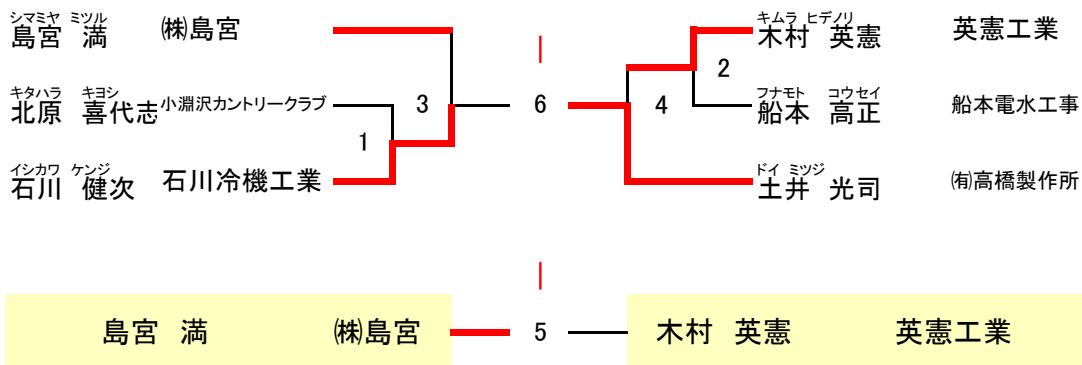 シマミヤ ミツル
島宮 満 ㈱島宮
キタハラ キヨシ
北原 喜代志 小淵沢カントリークラブ
イシカワ ケンジ
石川 健次 石川冷機工業
1
3
6
4
2
キムラ ヒデノリ
木村 英憲 英憲工業
フナモト コウセイ
船本 高正 船本電水工事
ドイ ミツジ
土井 光司 ㈲高橋製作所
島宮 満 ㈱島宮 5 木村 英憲 英憲工業